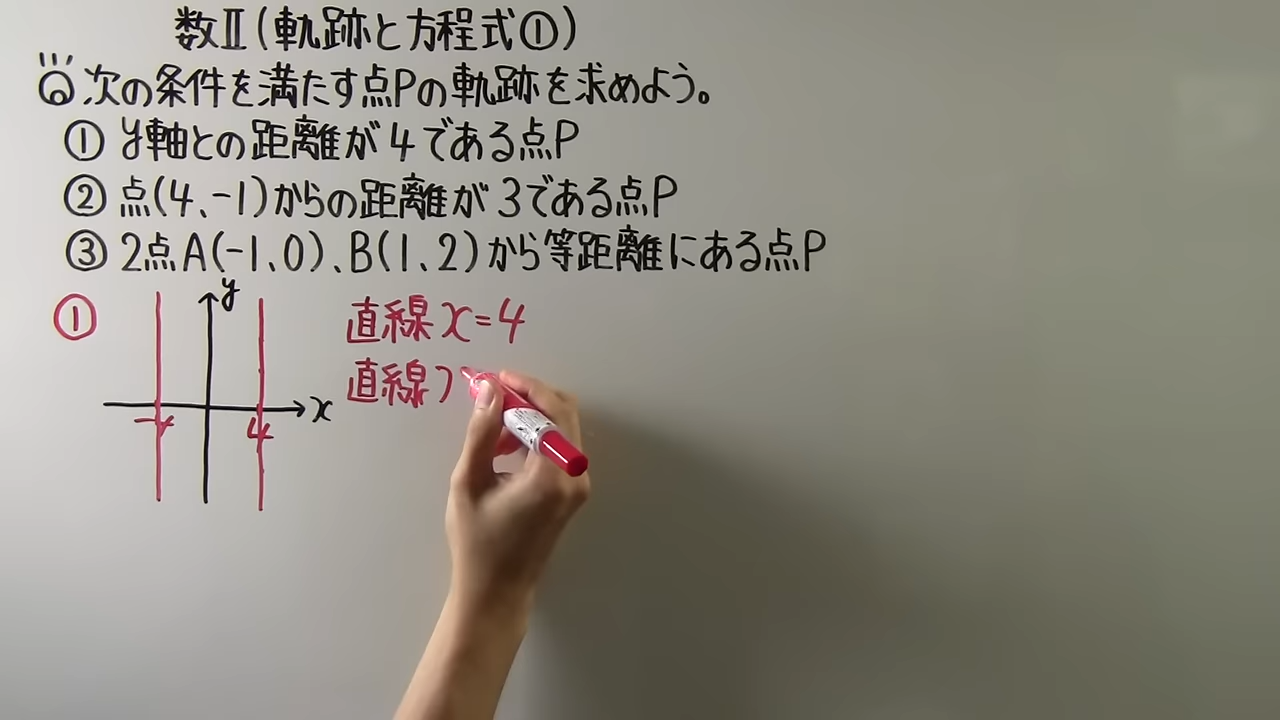 数Ⅱ(軌跡と方程式①)
Q 次の条件を満たす点Pの軌跡を求めよう。
① y軸との距離が4である点P
② 点(4、-1)からの距離が3である点P
③ 2点A(-1、0)、B(1、2)から等距離にある点P
①
y
x
-4
4
直線x=4
直線